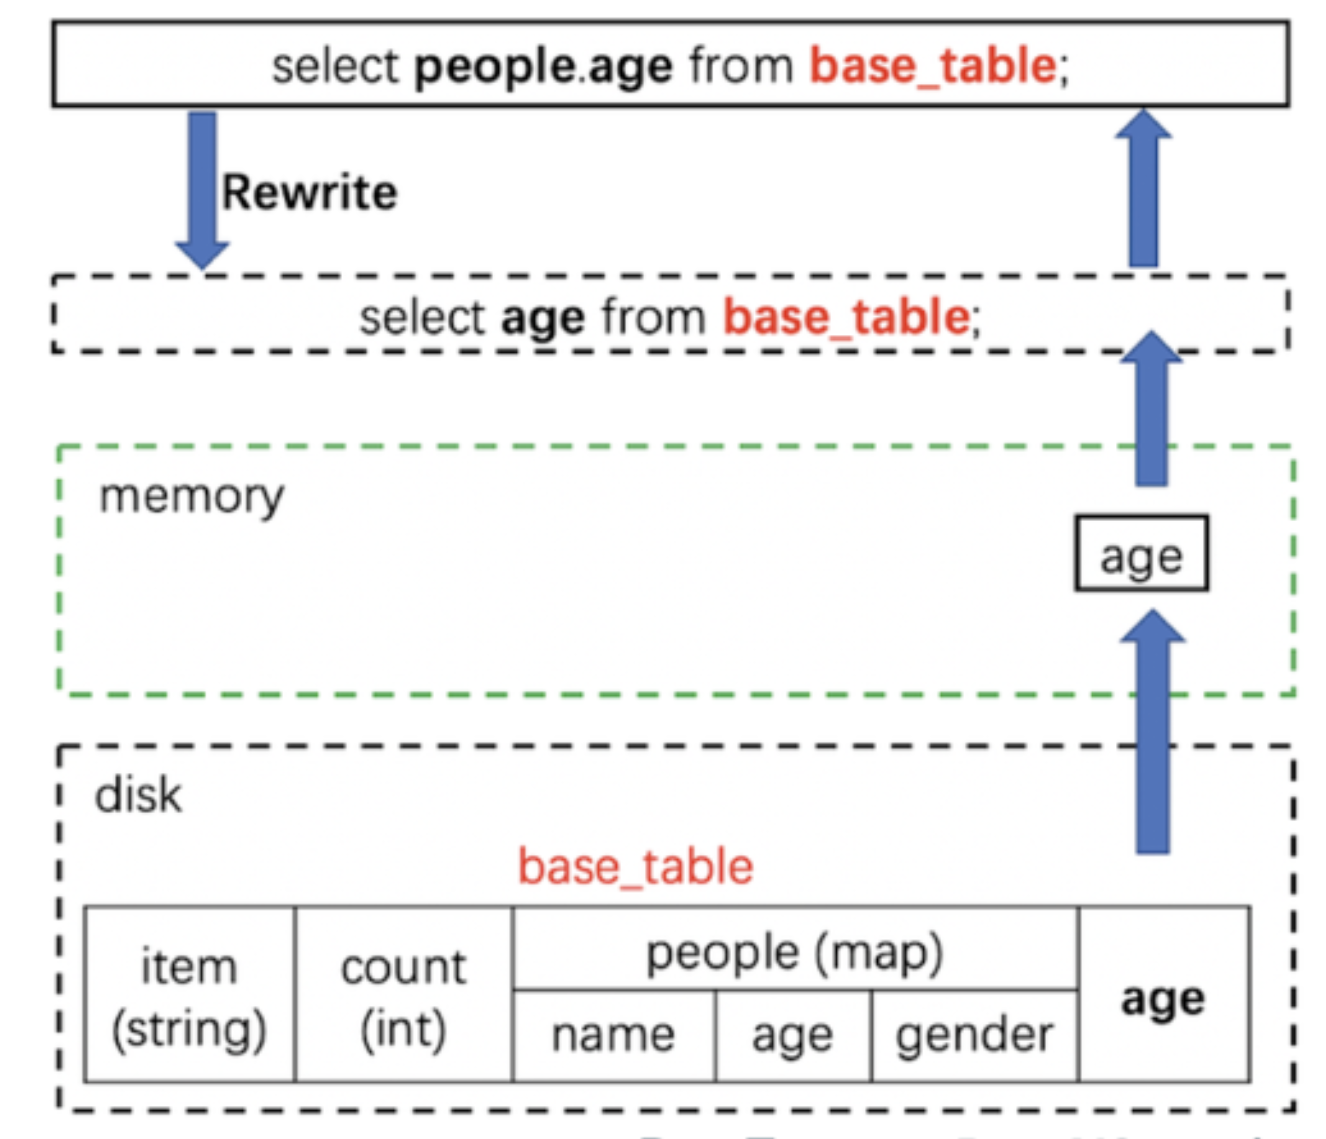 select people.age from base_table;
Rewrite
select age from base_table;
memory
age
disk
base_table
item
(string)
count
(int)
people (map)
name
age
gender
age